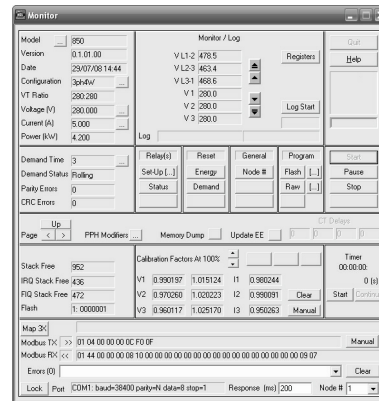 Monitor
Model ... 850
Version 0.1.01.00
Date 29/07/08 14:44
Configuration 3ph4W ...
VT Ratio 280:280
Voltage (V) 280.000 ...
Current (A) 5.000 ...
Power (kW) 4.200
Monitor / Log
V L1-2 478.5
V L2-3 463.4
V L3-1 468.6
V 1 280.0
V 2 280.0
V 3 280.0
Registers
Log Start
Log
Quit
Help
Demand Time 3 ...
Demand Status Rolling
Parity Errors 0
CRC Errors 0
Relay(s) Reset General Program
Set-Up [...] Energy Node # Flash [...]
Status Demand Raw [...]
Start
Pause
Stop
Up
Page < > PPH Modifiers ... Memory Dump ... Update EE ...
CT Delays
0 0 0 0
Stack Free 952
IRQ Stack Free 436
FIQ Stack Free 472
Flash 1: 0000001
Calibration Factors At 100%
V1 0.990197 1.015124 I1 0.980244
V2 0.970260 1.020223 I2 0.990091 Clear
V3 0.960117 1.025170 I3 0.950263 Manual
Timer
00:00:00:
0 (s)
Start Continue
Map 3X
Modbus TX >> 01 04 00 00 00 0C F0 0F Manual
Modbus RX << 01 44 00 00 00 08 10 00 00 00 00 00 00 00 00 00 00 00 00 00 00 09 07
Errors (0) Clear
Lock Port COM1: baud=38400 parity=N data=8 stop=1 Response (ms) 200 Node # 1